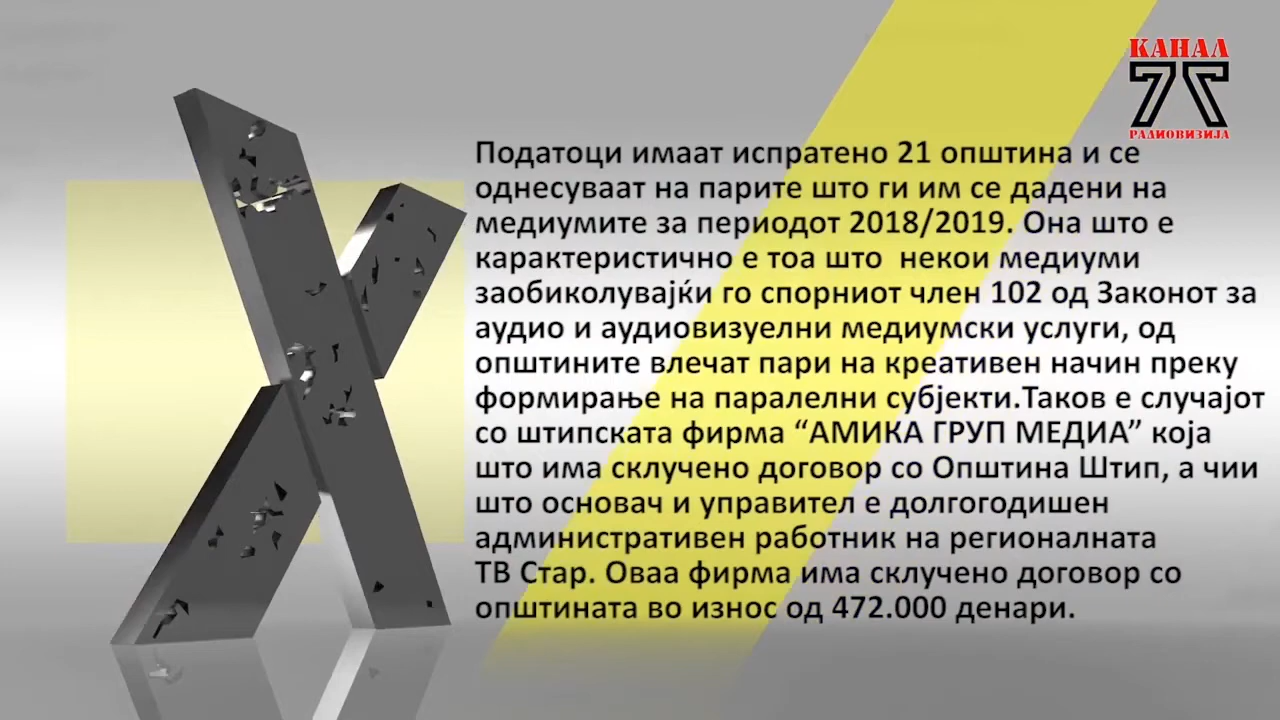 КАНАЛ
77
РАДИОВИЗИЈА
Податоци имаат испратено 21 општина и се
однесуваат на парите што ги им се дадени на
медиумите за периодот 2018/2019. Она што е
карактеристично е тоа што  некои медиуми
заобиколувајќи го спорниот член 102 од Законот за
аудио и аудиовизуелни медиумски услуги, од
општините влечат пари на креативен начин преку
формирање на паралелни субјекти.Таков е случајот
со штипската фирма “АМИКА ГРУП МЕДИА” која
што има склучено договор со Општина Штип, а чии
што основач и управител е долгогодишен
административен работник на регионалната
ТВ Стар. Оваа фирма има склучено договор со
општината во износ од 472.000 денари.